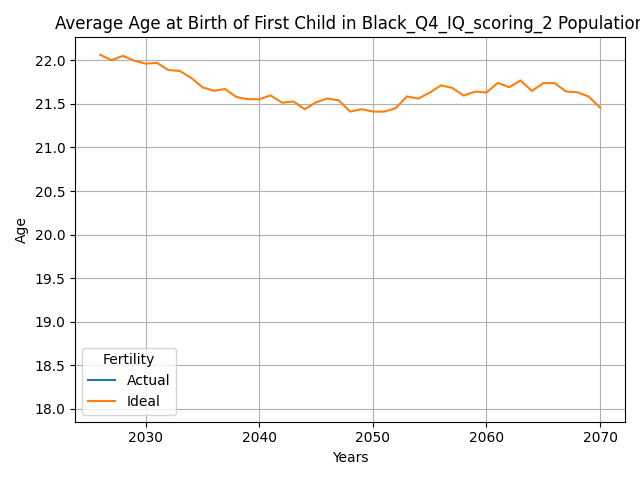 Average Age at Birth of First Child in Black_Q4_IQ_scoring_2 Population
Age
22.0
21.5
21.0
20.5
20.0
19.5
19.0
18.5
18.0
Fertility
Actual
Ideal
2030 2040 2050 2060 2070
Years